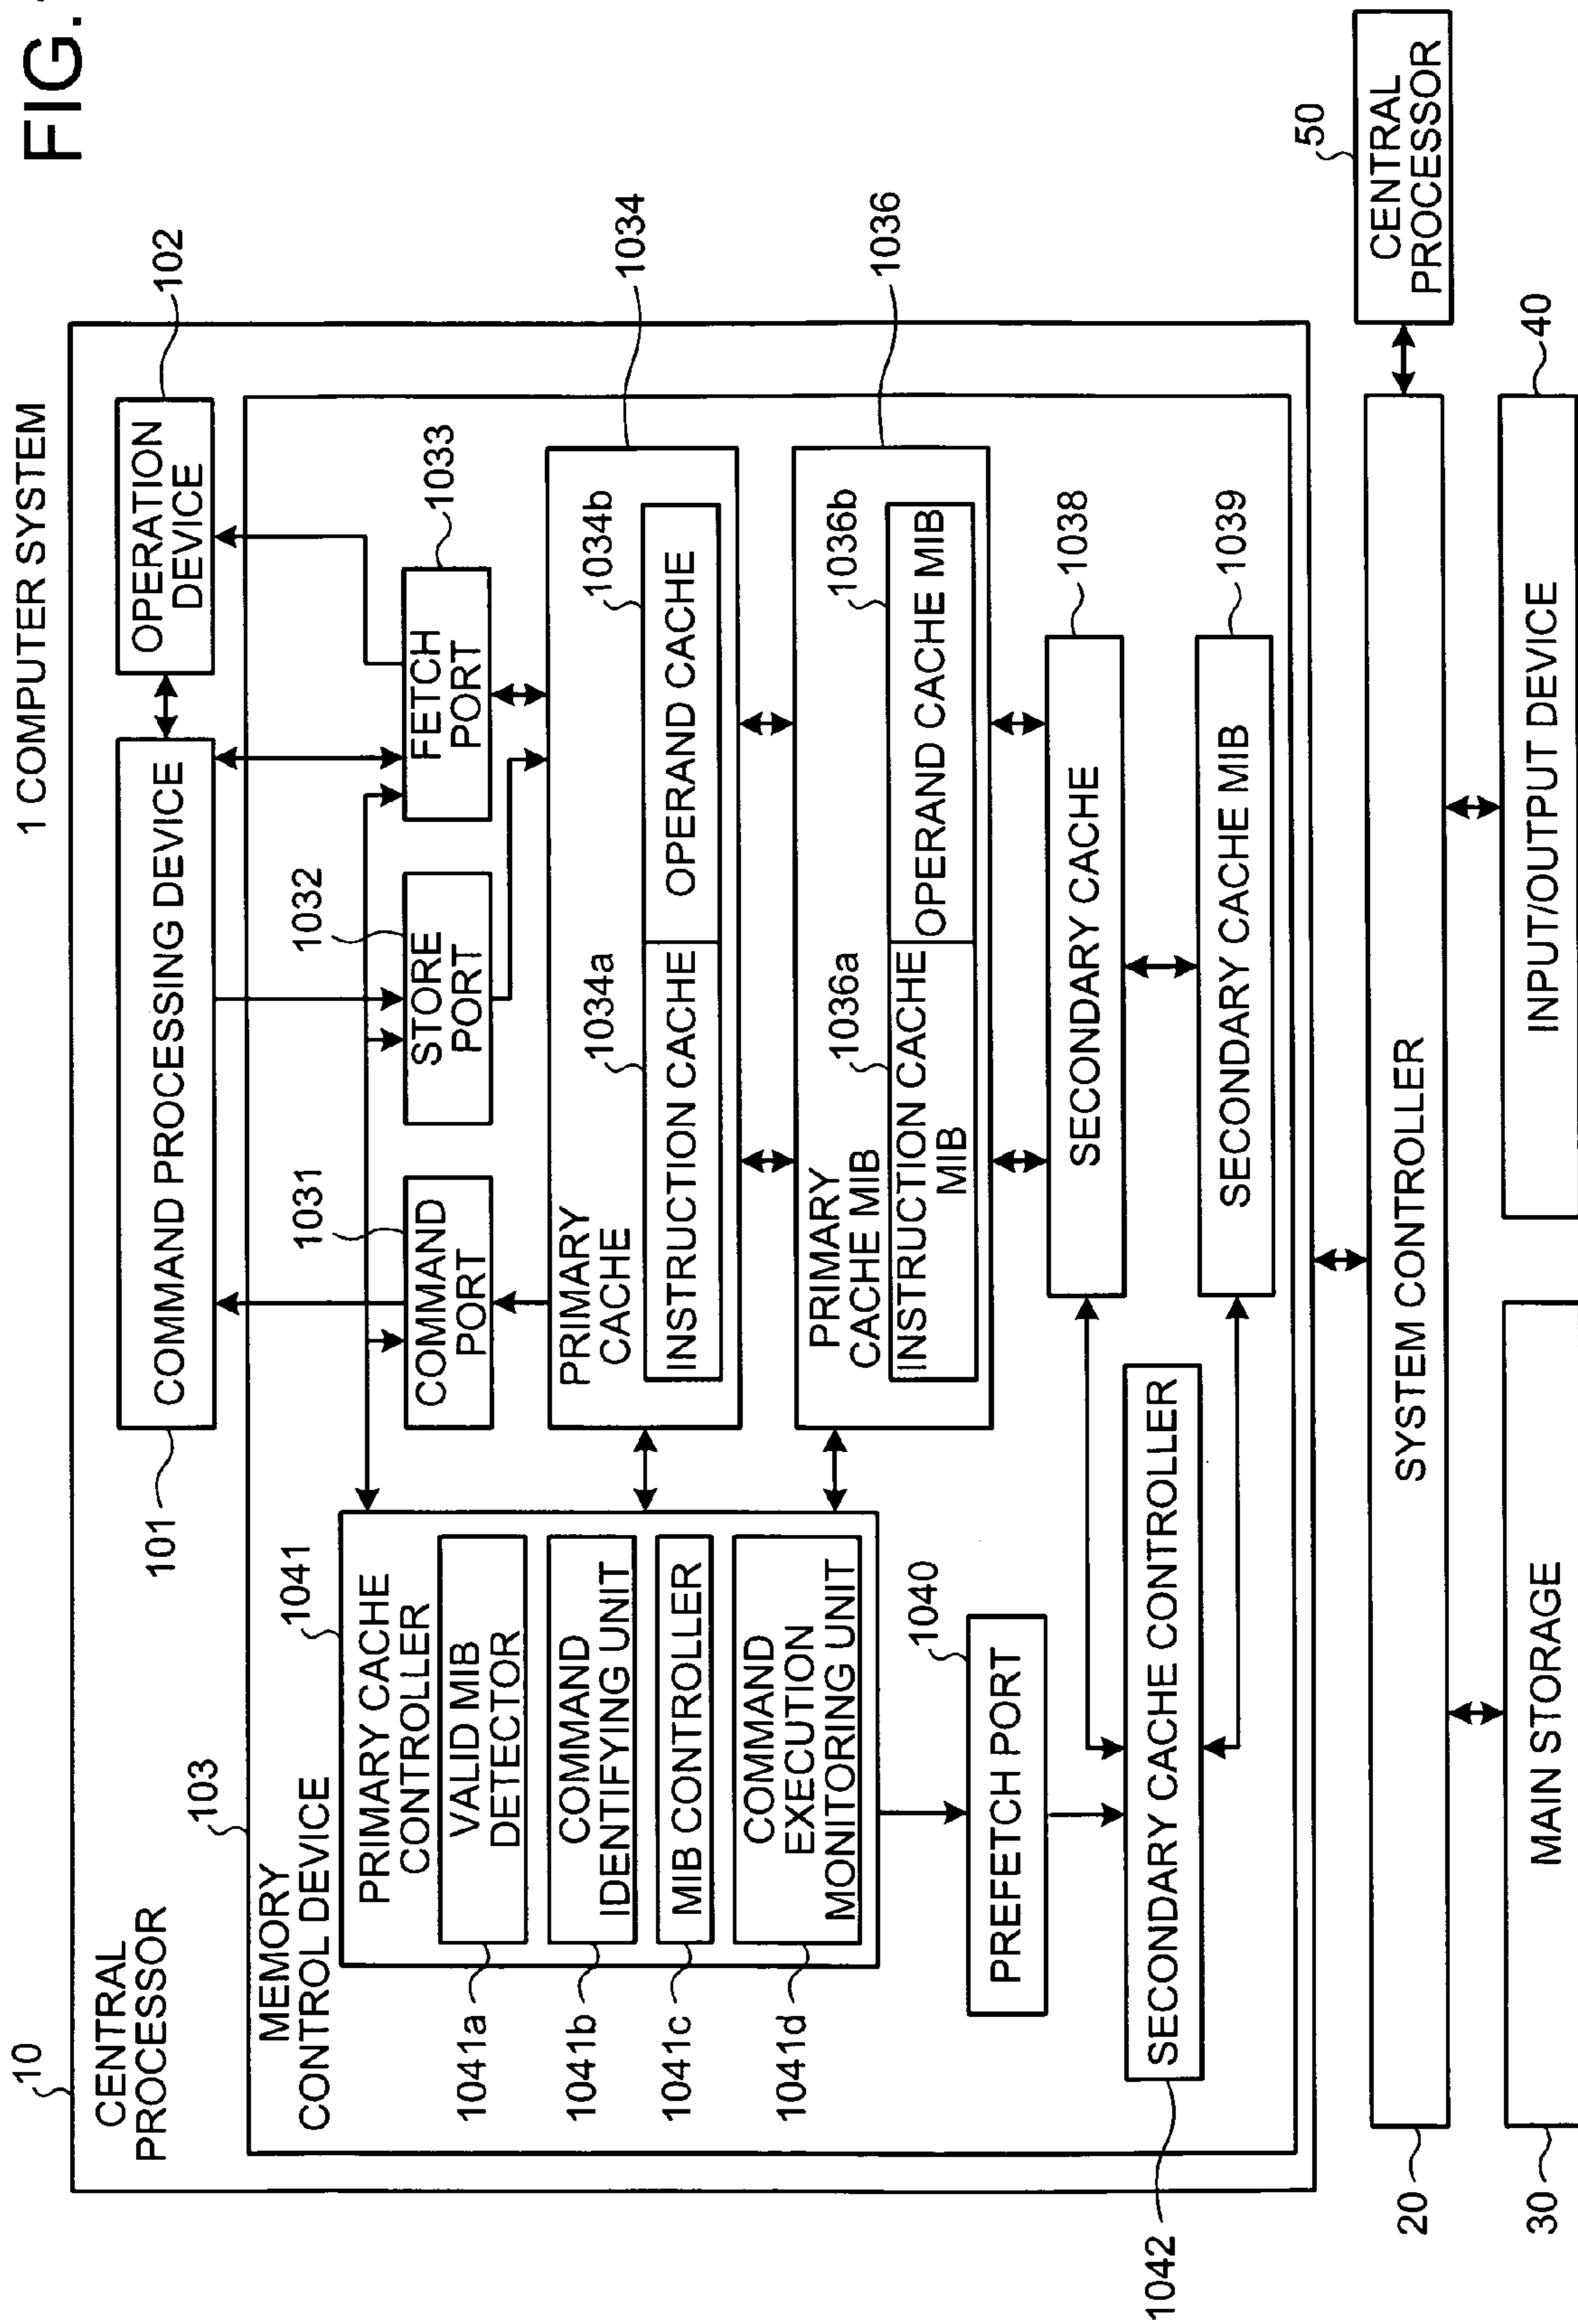 FIG.
1 COMPUTER SYSTEM
10
CENTRAL
PROCESSOR
101
COMMAND PROCESSING DEVICE
OPERATION
DEVICE
102
103
MEMORY
CONTROL DEVICE
1041
PRIMARY CACHE
CONTROLLER
1041a
VALID MIB
DETECTOR
1041b
COMMAND
IDENTIFYING UNIT
1041c
MIB CONTROLLER
1041d
COMMAND
EXECUTION
MONITORING UNIT
1031
COMMAND
PORT
1032
STORE
PORT
1033
FETCH
PORT
1034
PRIMARY
CACHE
1034a
INSTRUCTION CACHE
1034b
OPERAND CACHE
1036
PRIMARY
CACHE MIB
1036a
INSTRUCTION CACHE
MIB
1036b
OPERAND CACHE MIB
1040
PREFETCH PORT
1038
SECONDARY CACHE
1042
SECONDARY CACHE CONTROLLER
1039
SECONDARY CACHE MIB
50
CENTRAL
PROCESSOR
20
SYSTEM CONTROLLER
30
MAIN STORAGE
40
INPUT/OUTPUT DEVICE